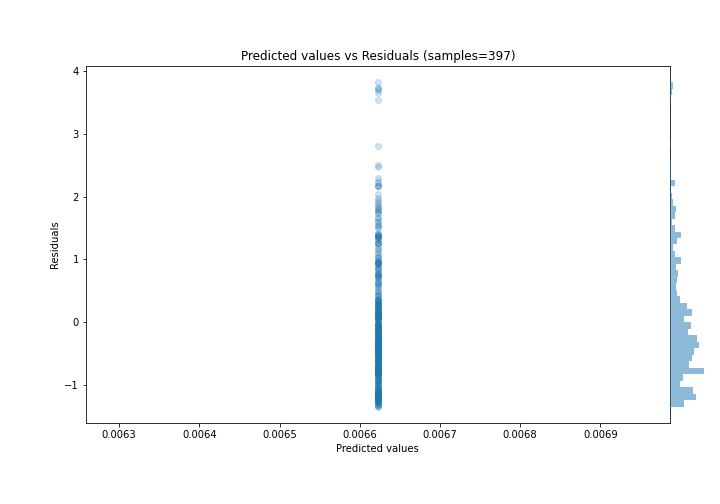 Predicted values vs Residuals (samples=397)
4
3
2
1
0
−1
Residuals
0.0063 0.0064 0.0065 0.0066 0.0067 0.0068 0.0069
Predicted values